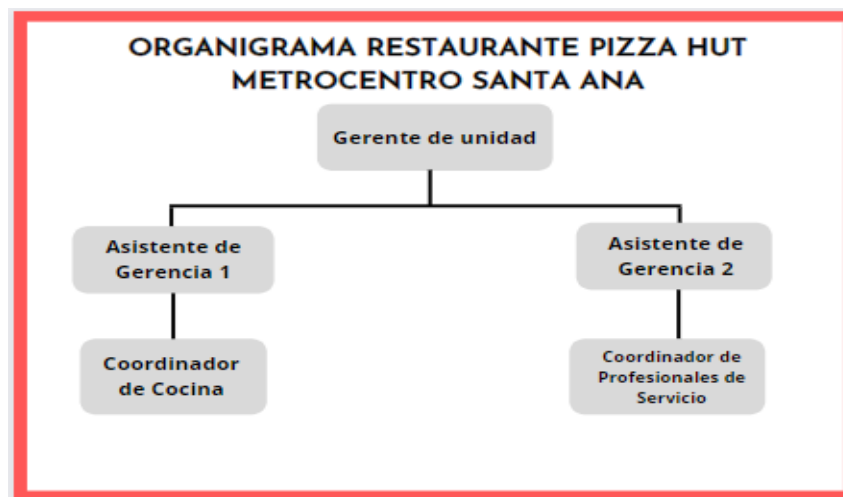 ORGANIGRAMA RESTAURANTE PIZZA HUT
METROCENTRO SANTA ANA
Gerente de unidad
Asistente de
Gerencia 1
Asistente de
Gerencia 2
Coordinador
de Cocina
Coordinador de
Profesionales de
Servicio